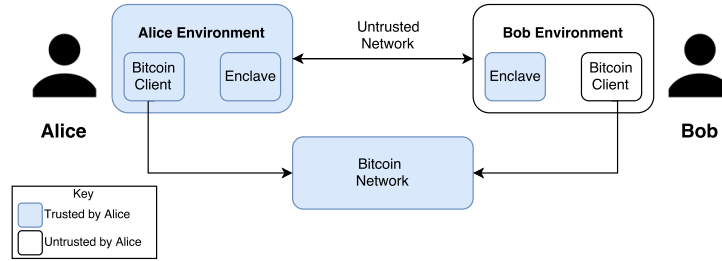 Alice Environment
Bitcoin
Client
Enclave
Untrusted
Network
Bob Environment
Enclave
Bitcoin
Client
Alice
Bob
Bitcoin
Network
Key
Trusted by Alice
Untrusted by Alice